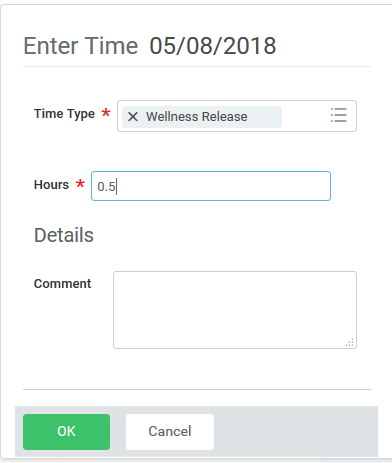 Enter Time 05/08/2018
Time Type * × Wellness Release
Hours * 0.5
Details
Comment
OK Cancel